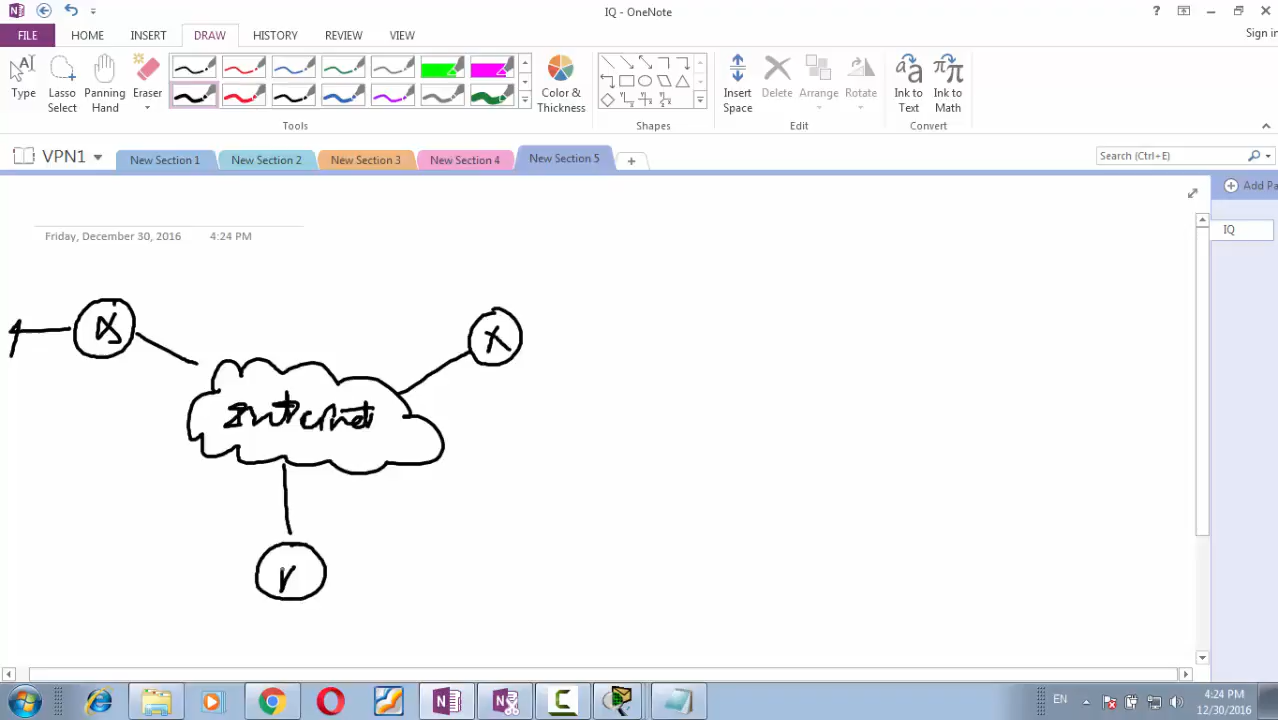 IQ - OneNote
Sign in
FILE HOME INSERT DRAW HISTORY REVIEW VIEW
Type
Lasso Select
Panning Hand
Eraser
Color & Thickness
Insert Space
Delete
Arrange
Rotate
Ink to Text
Ink to Math
Tools
Shapes
Edit
Convert
VPN1
New Section 1
New Section 2
New Section 3
New Section 4
New Section 5
Search (Ctrl+E)
Add Pa
IQ
Friday, December 30, 2016 4:24 PM
X
Internet
EN
4:24 PM
12/30/2016